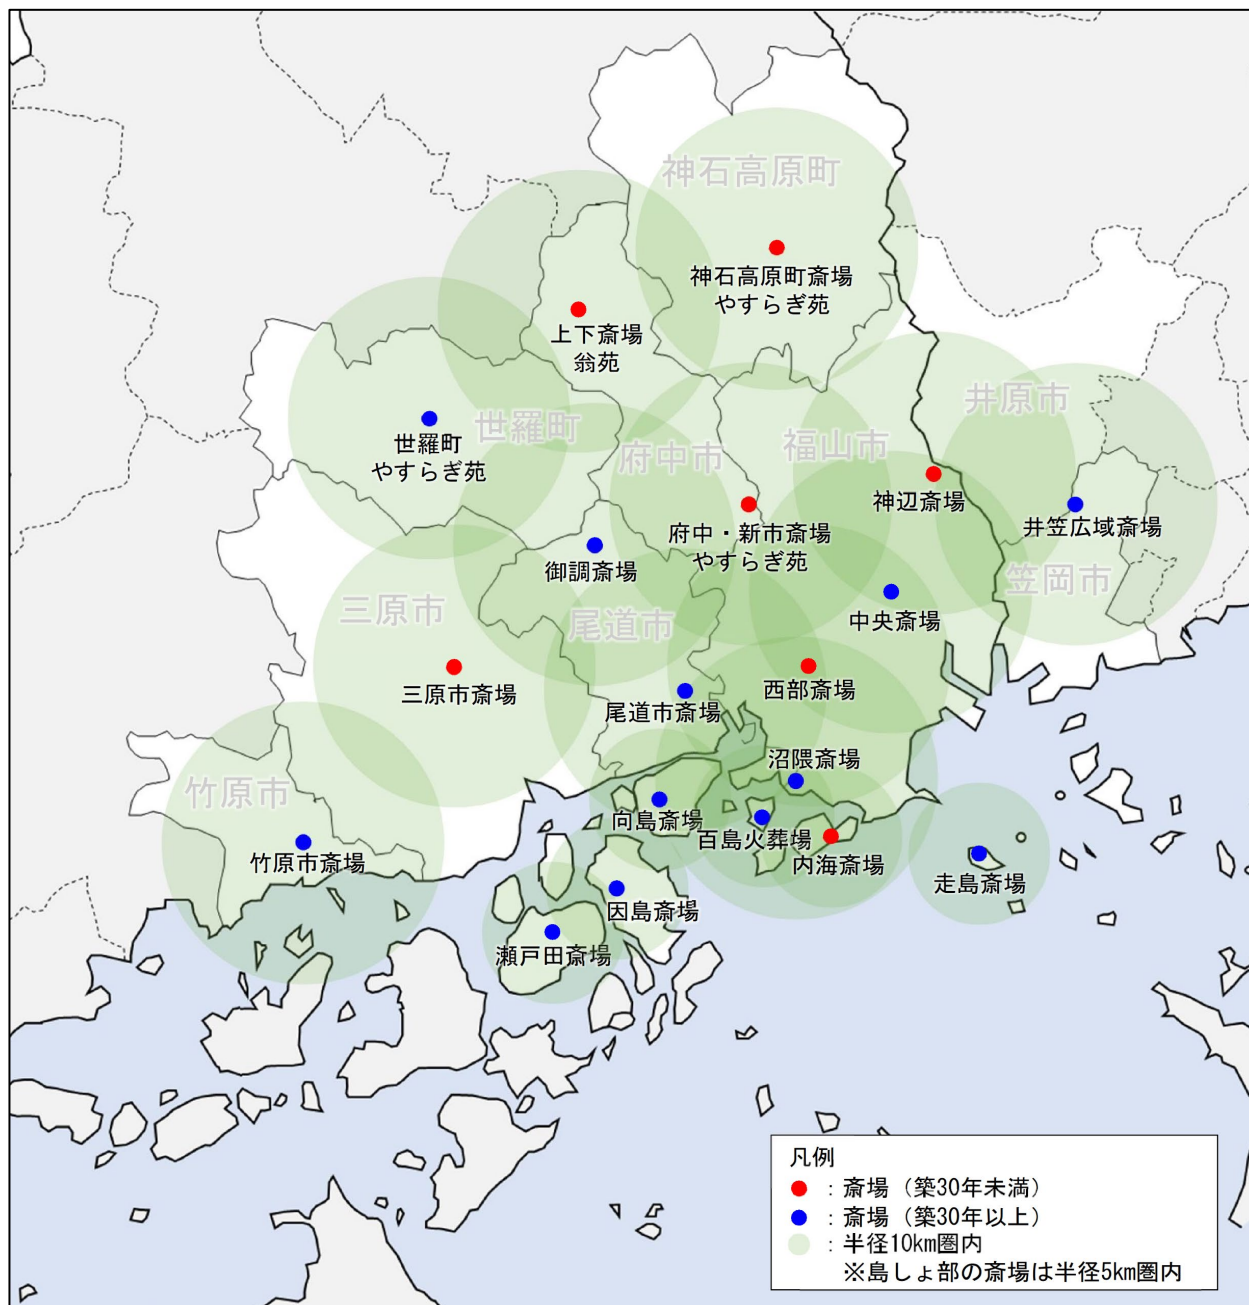 神石高原町
神石高原町斎場
やすらぎ苑
上下斎場
翁苑
井原市
世羅町
世羅町
やすらぎ苑
府中市
福山市
神辺斎場
井笠広域斎場
府中・新市斎場
やすらぎ苑
御調斎場
笠岡市
三原市
尾道市
中央斎場
三原市斎場
西部斎場
尾道市斎場
沼隈斎場
竹原市
向島斎場
百島火葬場
竹原市斎場
内海斎場
走島斎場
因島斎場
瀬戸田斎場
凡例
：斎場（築30年未満）
：斎場（築30年以上）
：半径10km圏内
※島しょ部の斎場は半径5km圏内